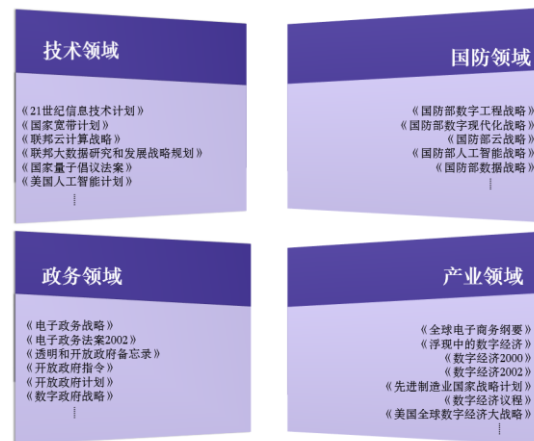 技术领域
《21世纪信息技术计划》
《国家宽带计划》
《联邦云计算战略》
《联邦大数据研究和发展战略规划》
《国家量子倡议法案》
《美国人工智能计划》
国防领域
《国防部数字工程战略》
《国防部数字现代化战略》
《国防部云战略》
《国防部人工智能战略》
《国防部数据战略》
政务领域
《电子政务战略》
《电子政务法案2002》
《透明和开放政府备忘录》
《开放政府指令》
《开放政府计划》
《数字政府战略》
产业领域
《全球电子商务纲要》
《浮现中的数字经济》
《数字经济2000》
《数字经济2002》
《先进制造业国家战略计划》
《数字经济议程》
《美国全球数字经济大战略》